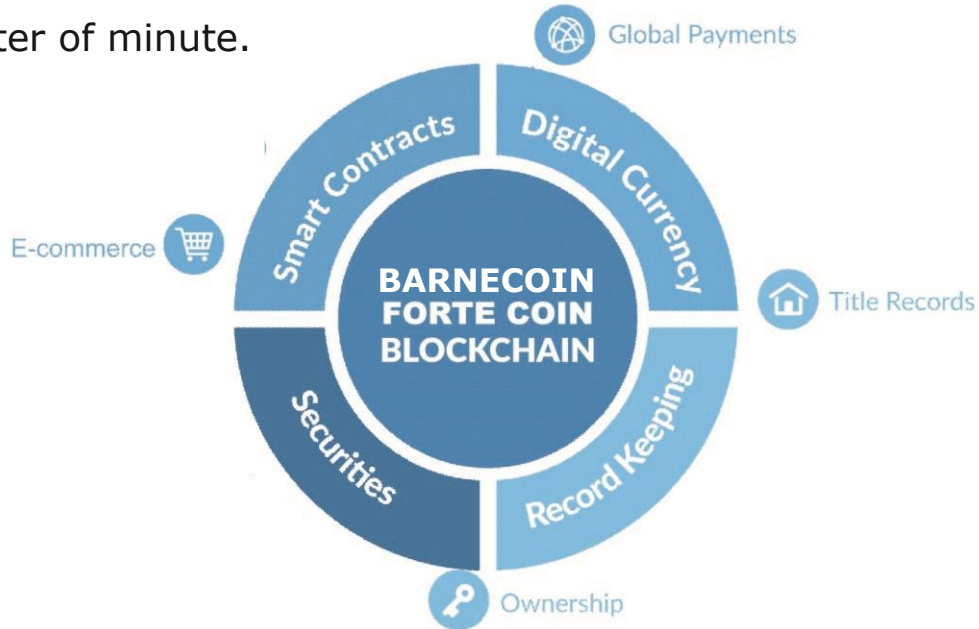 ter of minute.
Global Payments
Smart Contracts
Digital Currency
E-commerce
BARNECOIN
FORTE COIN
BLOCKCHAIN
Title Records
Securities
Record Keeping
Ownership